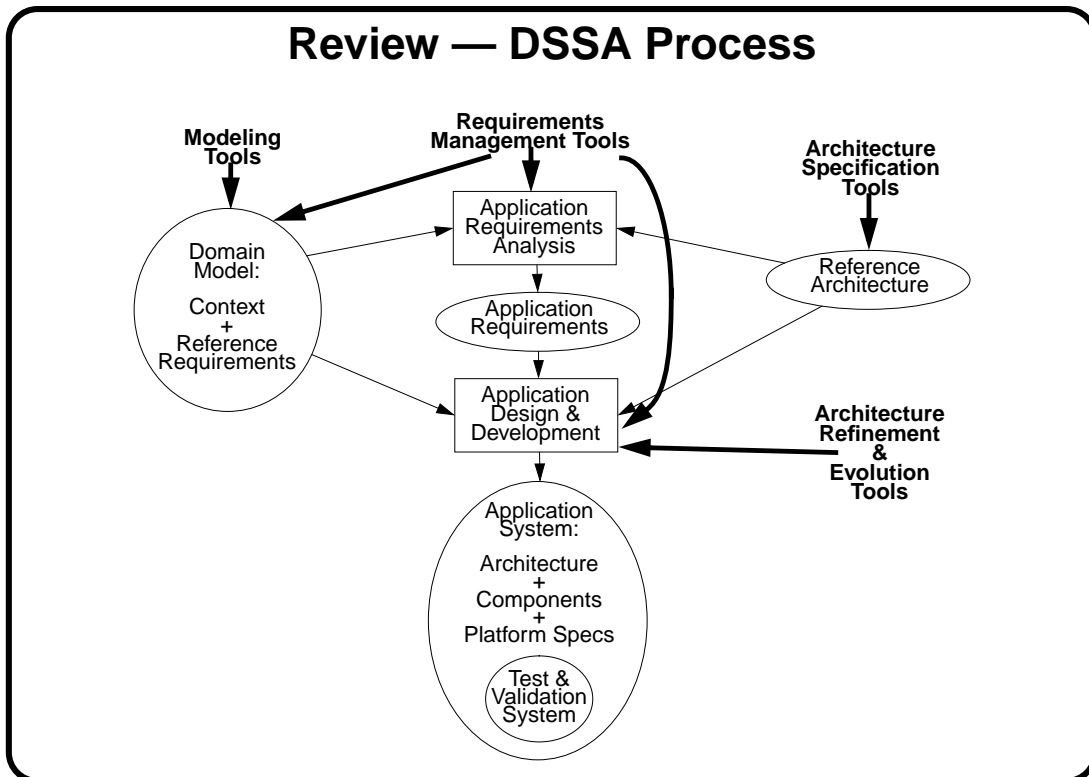 Review — DSSA Process
Modeling
Tools
Requirements
Management Tools
Architecture
Specification
Tools
Domain
Model:
Context
+
Reference
Requirements
Application
Requirements
Analysis
Reference
Architecture
Application
Requirements
Application
Design &
Development
Architecture
Refinement
&
Evolution
Tools
Application
System:
Architecture
+
Components
+
Platform Specs
Test &
Validation
System